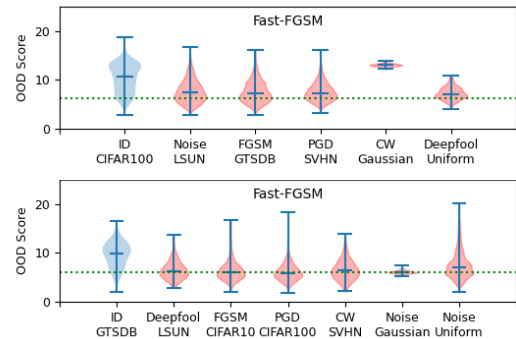 Fast-FGSM
OOD Score
20
10
0
ID Noise FGSM PGD CW Deepfool
CIFAR100 LSUN GTSDB SVHN Gaussian Uniform
Fast-FGSM
OOD Score
20
10
0
ID Deepfool FGSM PGD CW Noise Noise
GTSDB LSUN CIFAR10 CIFAR100 SVHN Gaussian Uniform